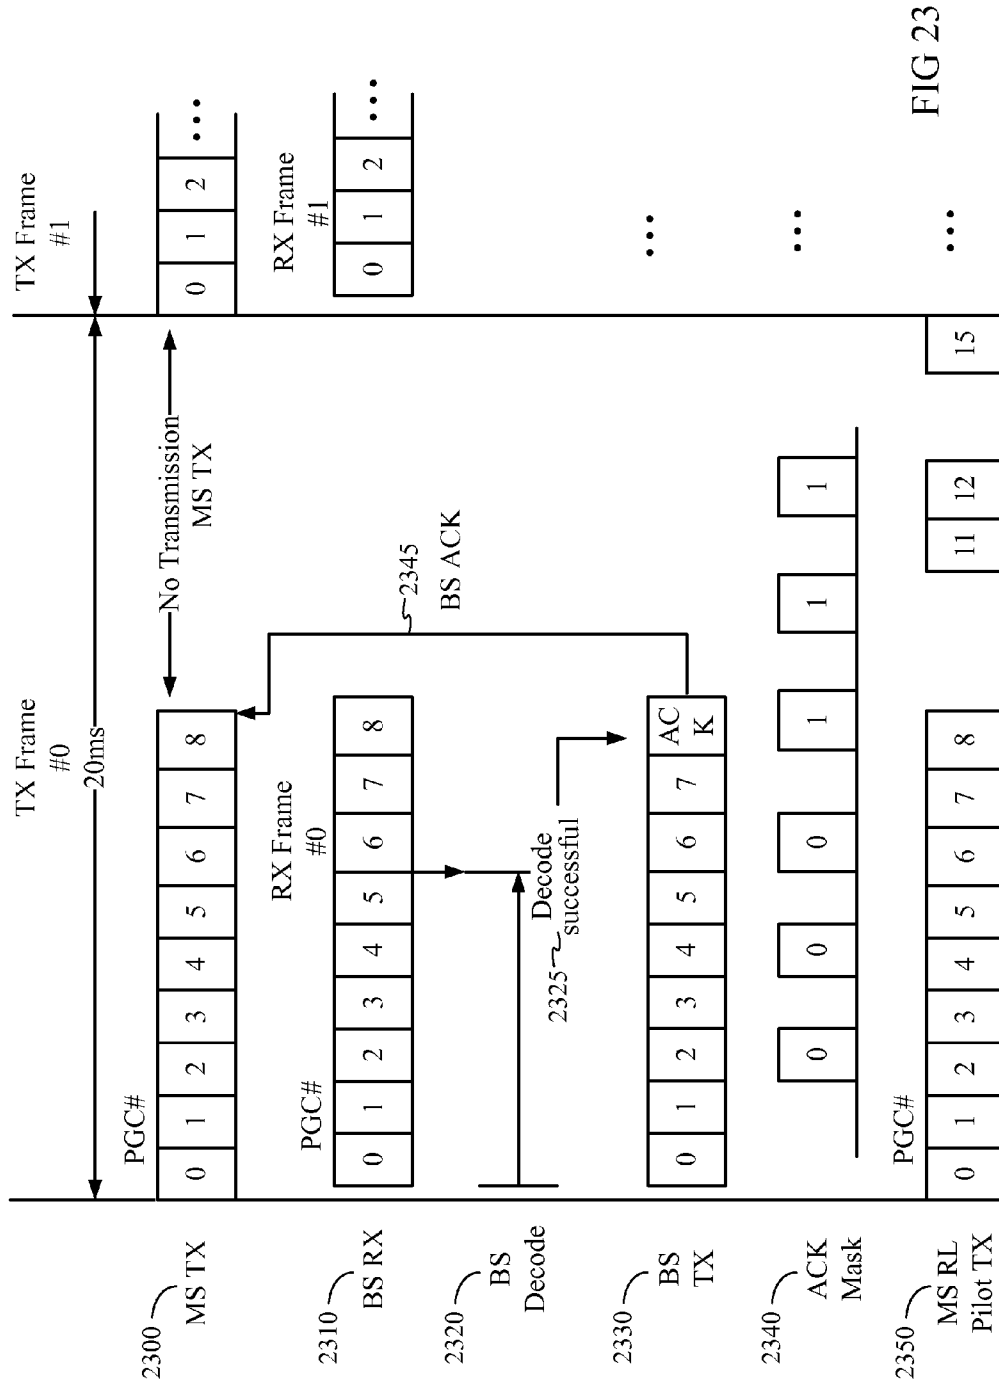 TX Frame
#0
20ms
TX Frame
#1
2300
MS TX
PGC#
0 1 2 3 4 5 6 7 8
No Transmission
MS TX
0 1 2 •••
2310
BS RX
PGC#
RX Frame
#0
0 1 2 3 4 5 6 7 8
RX Frame
#1
0 1 2 •••
2345
BS ACK
2320
BS
Decode
2325
Decode
successful
2330
BS
TX
0 1 2 3 4 5 6 7 AC
K
•••
2340
ACK
Mask
0 0 0 1 1 1
•••
2350
MS RL
Pilot TX
PGC#
0 1 2 3 4 5 6 7 8 11 12 15
•••
FIG 23